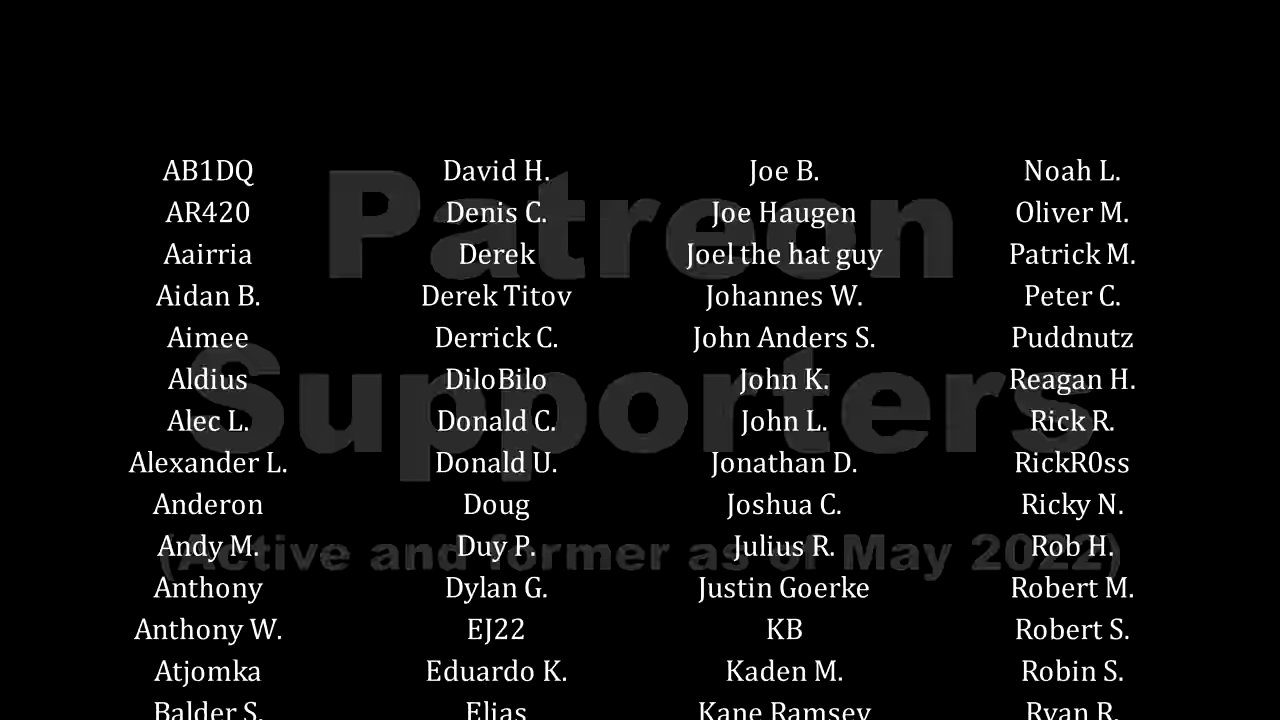 Patreon
Supporters
(Active and former as of May 2022)
AB1DQ David H. Joe B. Noah L.
AR420 Denis C. Joe Haugen Oliver M.
Aairria Derek Joel the hat guy Patrick M.
Aidan B. Derek Titov Johannes W. Peter C.
Aimee Derrick C. John Anders S. Puddnutz
Aldius DiloBilo John K. Reagan H.
Alec L. Donald C. John L. Rick R.
Alexander L. Donald U. Jonathan D. RickR0ss
Anderon Doug Joshua C. Ricky N.
Andy M. Duy P. Julius R. Rob H.
Anthony Dylan G. Justin Goerke Robert M.
Anthony W. EJ22 KB Robert S.
Atjomka Eduardo K. Kaden M. Robin S.
Balder S. Elias Kane Ramsey Ryan R.